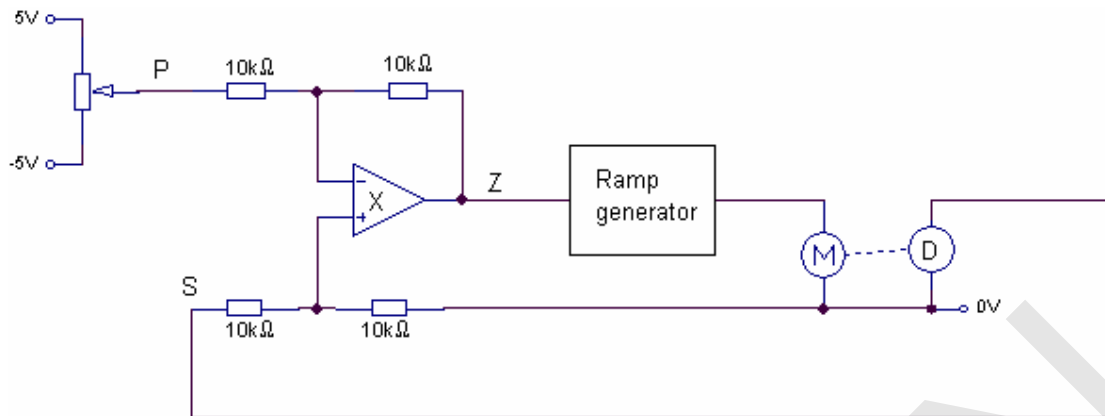 5V
P
10kΩ
10kΩ
-5V
X
Z
Ramp
generator
M
D
S
10kΩ
10kΩ
0V